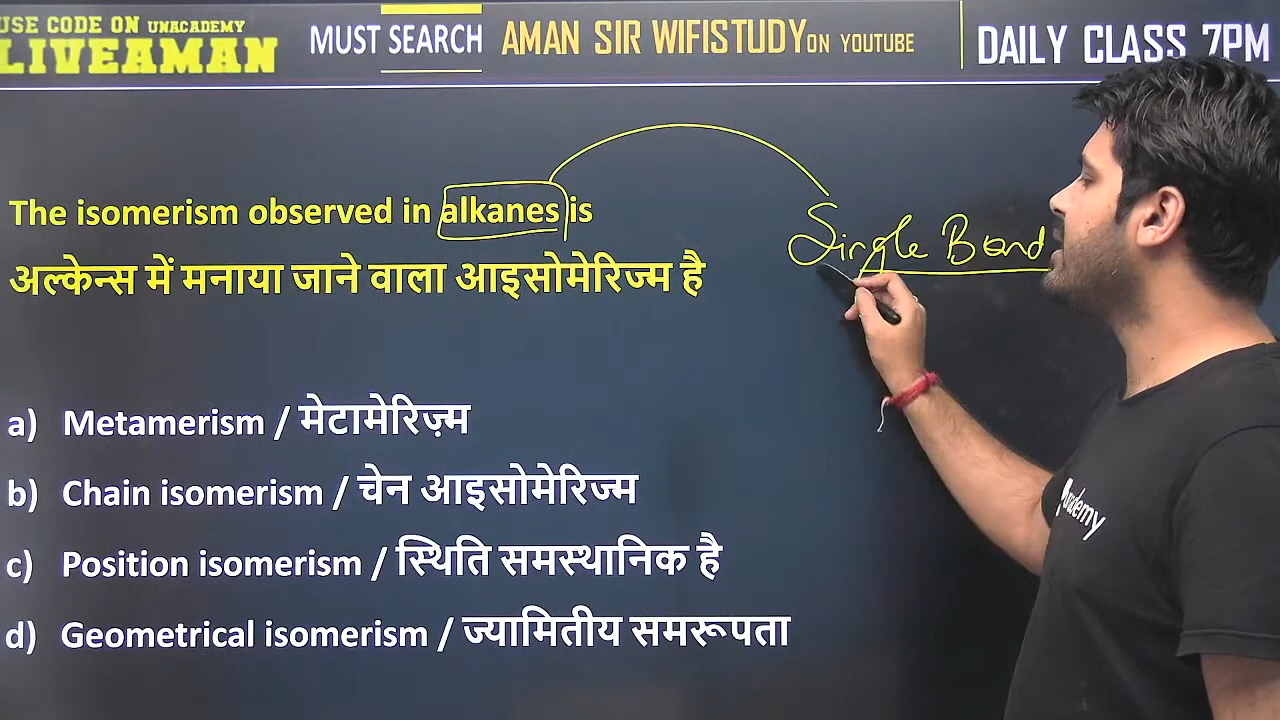 USE CODE ON UNACADEMY
LIVEAMAN
MUST SEARCH AMAN SIR WIFISTUDY ON YOUTUBE
DAILY CLASS 7PM
The isomerism observed in alkanes is
Single Bond
अल्केन्स में मनाया जाने वाला आइसोमेरिज्म है
a) Metamerism / मेटामेरिज़्म
b) Chain isomerism / चेन आइसोमेरिज्म
c) Position isomerism / स्थिति समस्थानिक है
d) Geometrical isomerism / ज्यामितीय समरूपता